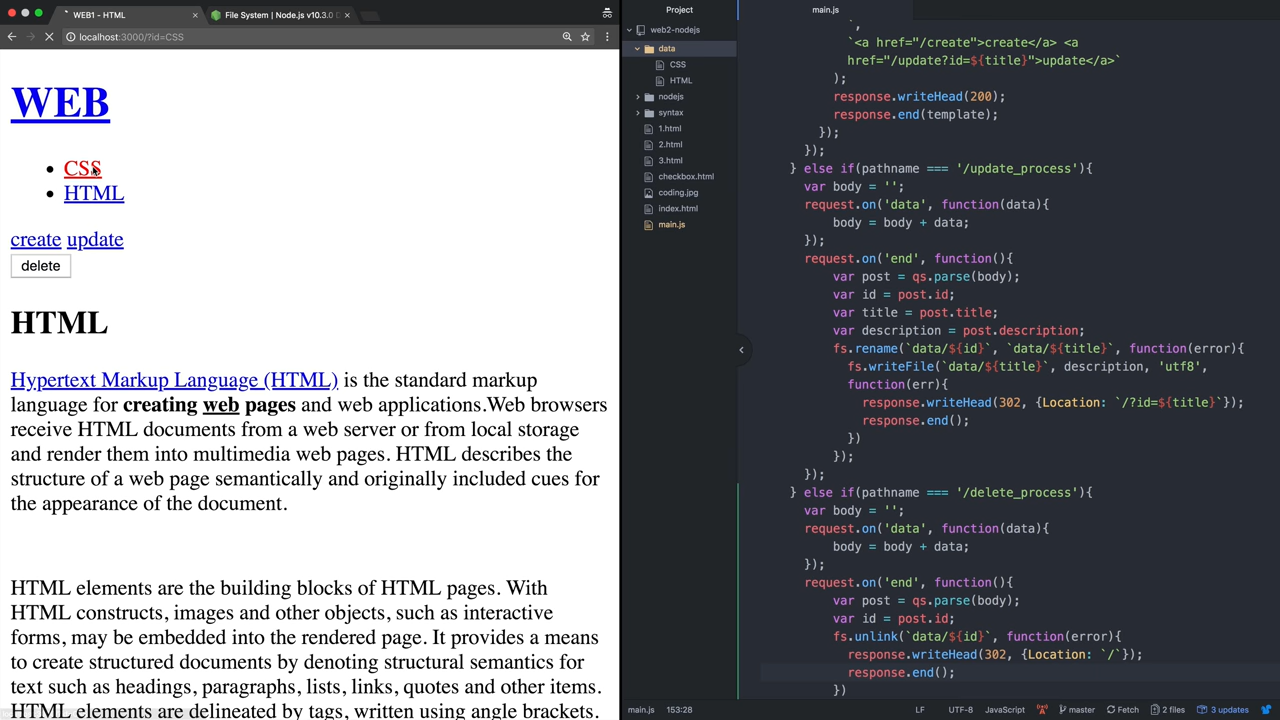 WEB1 - HTML
File System | Node.js v10.3.0
localhost:3000/?id=CSS
WEB
CSS
HTML
create update
delete
HTML
Hypertext Markup Language (HTML) is the standard markup
language for creating web pages and web applications.Web browsers
receive HTML documents from a web server or from local storage
and render them into multimedia web pages. HTML describes the
structure of a web page semantically and originally included cues for
the appearance of the document.
HTML elements are the building blocks of HTML pages. With
HTML constructs, images and other objects, such as interactive
forms, may be embedded into the rendered page. It provides a means
to create structured documents by denoting structural semantics for
text such as headings, paragraphs, lists, links, quotes and other items.
HTML elements are delineated by tags, written using angle brackets.
Project
web2-nodejs
data
CSS
HTML
nodejs
syntax
1.html
2.html
3.html
checkbox.html
coding.jpg
index.html
main.js
main.js
`<a href="/create">create</a> <a
href="/update?id=${title}">update</a>`
);
response.writeHead(200);
response.end(template);
});
});
} else if(pathname === '/update_process'){
var body = '';
request.on('data', function(data){
body = body + data;
});
request.on('end', function(){
var post = qs.parse(body);
var id = post.id;
var title = post.title;
var description = post.description;
fs.rename(`data/${id}`, `data/${title}`, function(error){
fs.writeFile(`data/${title}`, description, 'utf8',
function(err){
response.writeHead(302, {Location: `/?id=${title}`});
response.end();
})
});
});
} else if(pathname === '/delete_process'){
var body = '';
request.on('data', function(data){
body = body + data;
});
request.on('end', function(){
var post = qs.parse(body);
var id = post.id;
fs.unlink(`data/${id}`, function(error){
response.writeHead(302, {Location: `/`});
response.end();
})
main.js 153:28
LF UTF-8 JavaScript master Fetch 2 files 3 updates